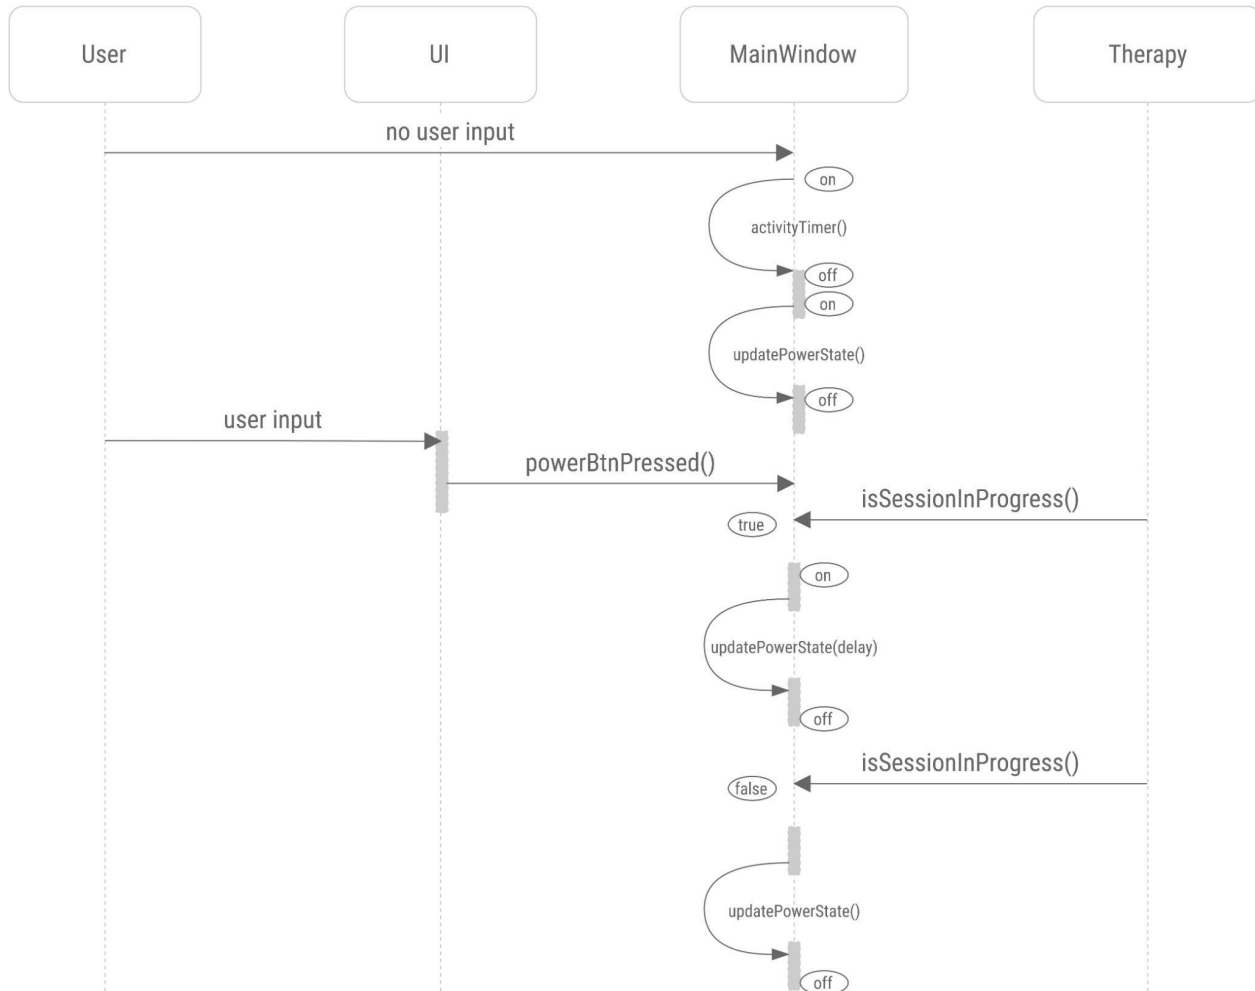 User
UI
MainWindow
Therapy
no user input
on
activityTimer()
off
on
updatePowerState()
off
user input
powerBtnPressed()
isSessionInProgress()
true
on
updatePowerState(delay)
off
isSessionInProgress()
false
updatePowerState()
off